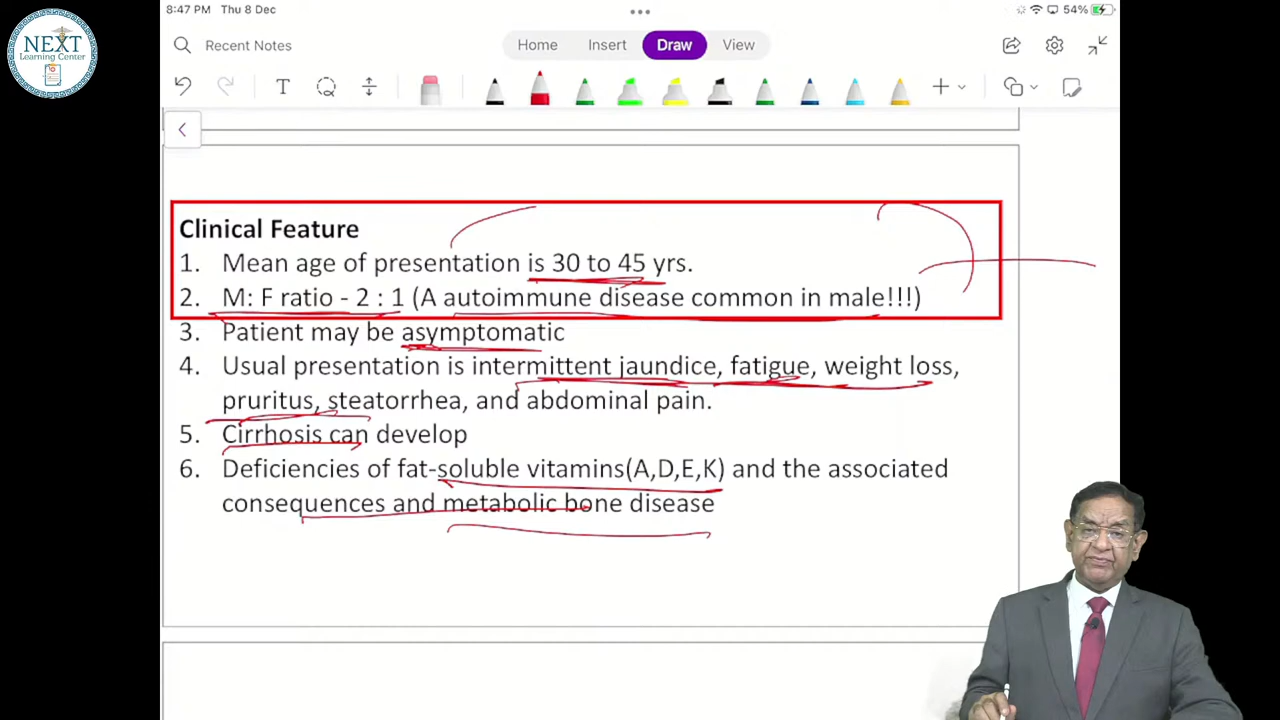 8:47 PM Thu 8 Dec
54%
NEXT
Learning Center
Recent Notes
Home Insert Draw View
T
Clinical Feature
1. Mean age of presentation is 30 to 45 yrs.
2. M: F ratio - 2 : 1 (A autoimmune disease common in male!!!)
3. Patient may be asymptomatic
4. Usual presentation is intermittent jaundice, fatigue, weight loss,
pruritus, steatorrhea, and abdominal pain.
5. Cirrhosis can develop
6. Deficiencies of fat-soluble vitamins(A,D,E,K) and the associated
consequences and metabolic bone disease